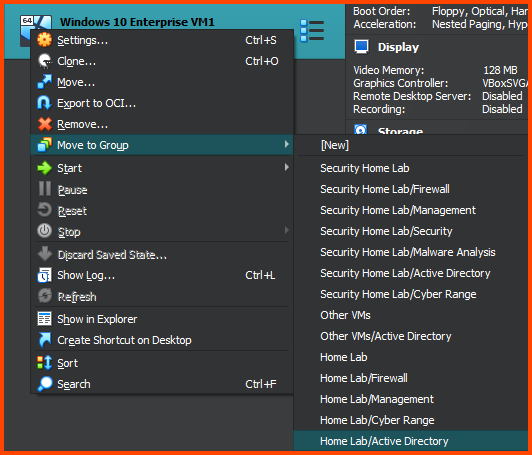 64
Windows 10 Enterprise VM1
Boot Order: Floppy, Optical, Har
Acceleration: Nested Paging, Hyp
Display
Video Memory: 128 MB
Graphics Controller: VBoxSVGA
Remote Desktop Server: Disabled
Recording: Disabled
Storage
Settings... Ctrl+S
Clone... Ctrl+O
Move...
Export to OCI...
Remove...
Move to Group
Start
Pause
Reset
Stop
Discard Saved State...
Show Log... Ctrl+L
Refresh
Show in Explorer
Create Shortcut on Desktop
Sort
Search Ctrl+F
[New]
Security Home Lab
Security Home Lab/Firewall
Security Home Lab/Management
Security Home Lab/Security
Security Home Lab/Malware Analysis
Security Home Lab/Active Directory
Security Home Lab/Cyber Range
Other VMs
Other VMs/Active Directory
Home Lab
Home Lab/Firewall
Home Lab/Management
Home Lab/Cyber Range
Home Lab/Active Directory